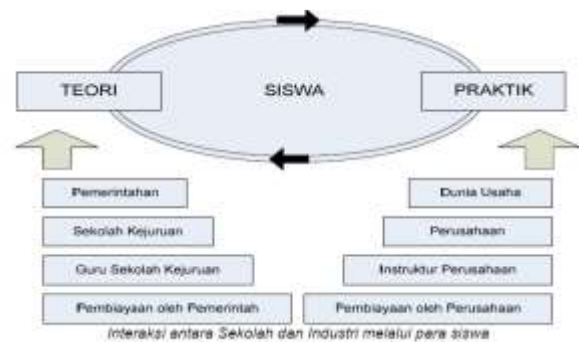 TEORI
SISWA
PRAKTIK
Pemerintahan
Dunia Usaha
Sekolah Kejuruan
Perusahaan
Guru Sekolah Kejuruan
Instruktur Perusahaan
Pembiayaan oleh Pemerintah
Pembiayaan oleh Perusahaan
Interaksi antara Sekolah dan Industri melalui para siswa